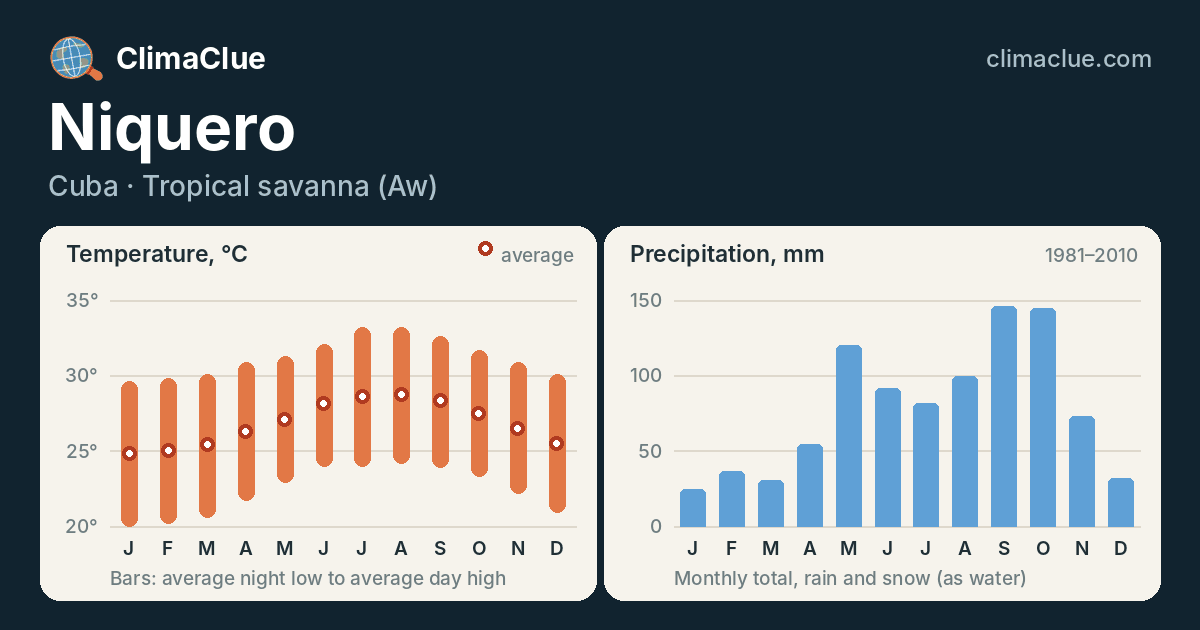 ClimaClue
climaclue.com
Niquero
Cuba · Tropical savanna (Aw)
Temperature, °C
average
35°
30°
25°
20°
J F M A M J J A S O N D
Bars: average night low to average day high
Precipitation, mm
1981–2010
150
100
50
0
J F M A M J J A S O N D
Monthly total, rain and snow (as water)